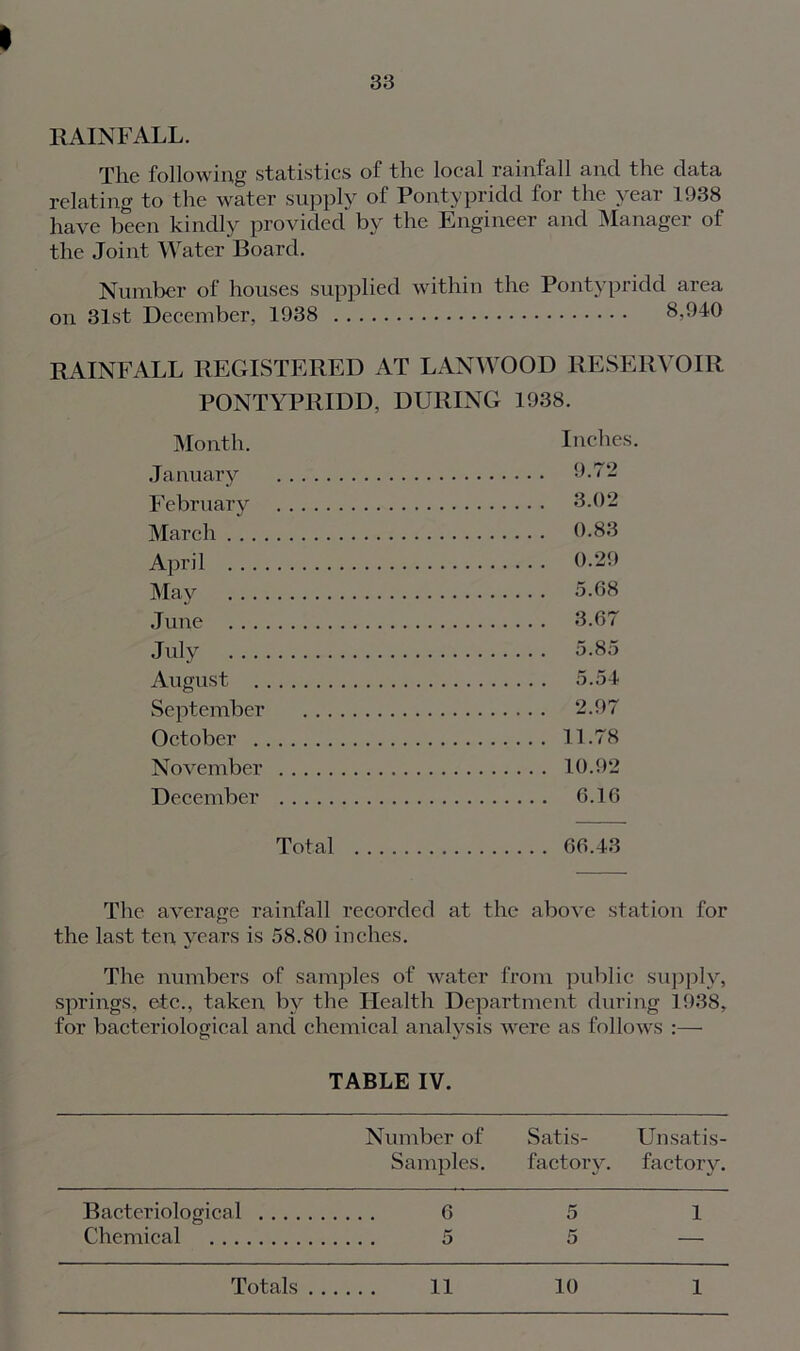 33
RAINFALL.
The following statistics of the local rainfall and the data
relating to the water supply of Pontypridd for the year 1938
have been kindly provided by the Engineer and Manager of
the Joint Water Board.
Number of houses supplied within the Pontypridd area
on 31st December, 1938 ............................ 8,940
RAINFALL REGISTERED AT LANWOOD RESERVOIR
PONTYPRIDD, DURING 1938.
Month. Inches.
January ......................... 9.72
February ......................... 3.02
March ............................. 0.83
April ............................. 0.29
May ............................. 5.68
June ............................. 3.67
July ............................. 5.85
August ........................... 5.54
September ....................... 2.97
October ........................... 11.78
November ......................... 10.92
December ......................... 6.16
Total .................. 66.43
The average rainfall recorded at the above station for
the last ten years is 58.80 inches.
The numbers of samples of water from public supply,
springs, etc., taken by the Health Department during 1938,
for bacteriological and chemical analysis were as follows :—
TABLE IV.
Number of Satis- Unsatis-
Samples. factory. factory.
Bacteriological ........... 6 5 1
Chemical ............... 5 5 —
Totals ...... 11 10 1